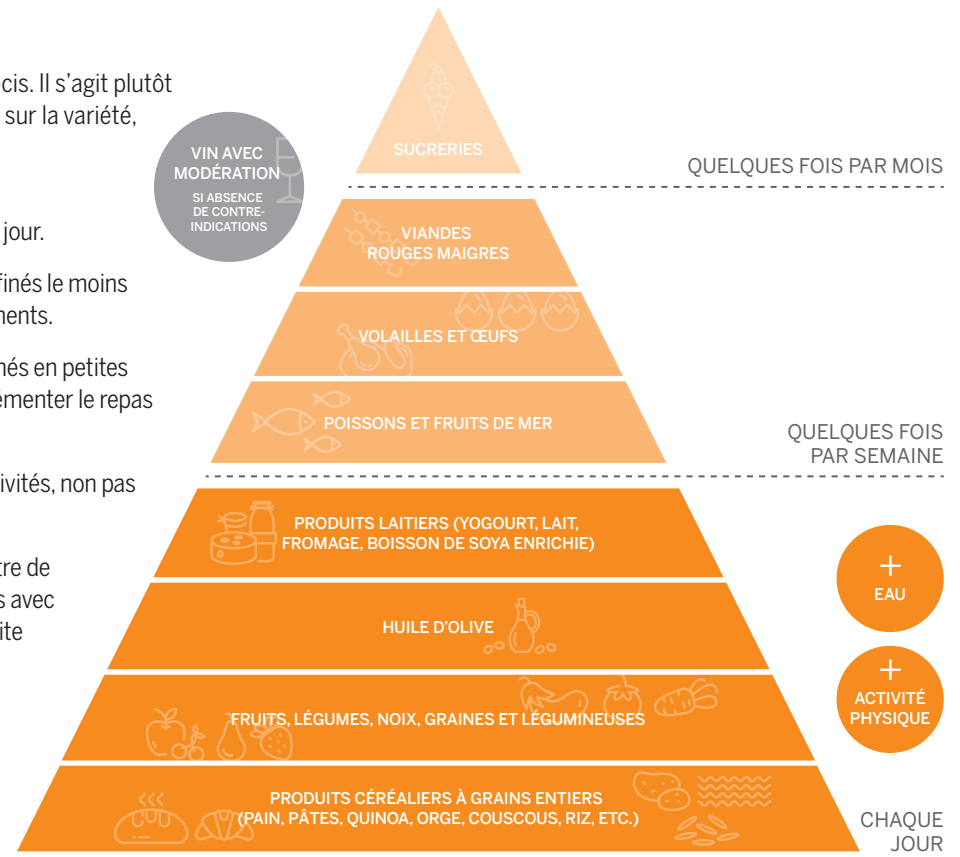 cis. Il s’agit plutôt
sur la variété,
jour.
finés le moins
nents.
nés en petites
émenter le repas
ivités, non pas
tre de
s avec
ite
VIN AVEC
MODÉRATION
SI ABSENCE
DE CONTRE-
INDICATIONS
SUCRERIES
QUELQUES FOIS PAR MOIS
VIANDES
ROUGES MAIGRES
VOLAILLES ET ŒUFS
POISSONS ET FRUITS DE MER
QUELQUES FOIS
PAR SEMAINE
PRODUITS LAITIERS (YOGOURT, LAIT,
FROMAGE, BOISSON DE SOYA ENRICHIE)
HUILE D’OLIVE
FRUITS, LÉGUMES, NOIX, GRAINES ET LÉGUMINEUSES
PRODUITS CÉRÉALIERS À GRAINS ENTIERS
(PAIN, PÂTES, QUINOA, ORGE, COUSCOUS, RIZ, ETC.)
+
EAU
+
ACTIVITÉ
PHYSIQUE
CHAQUE
JOUR